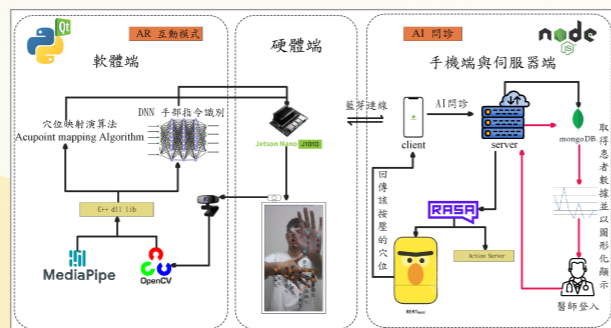 Qt
AR 互動模式
軟體端
穴位映射演算法
Acupoint mapping Algorithm
DNN 手部指令識別
C++ dll lib
MediaPipe
OpenCV
硬體端
Jetson Nano J1010
藍芽連線
AI 問診
node
JS
手機端與伺服器端
client
AI問診
server
mongoDB
回傳該按壓的穴位
RASA
Action Server
取得患者數據並以圖形化顯示
醫師登入